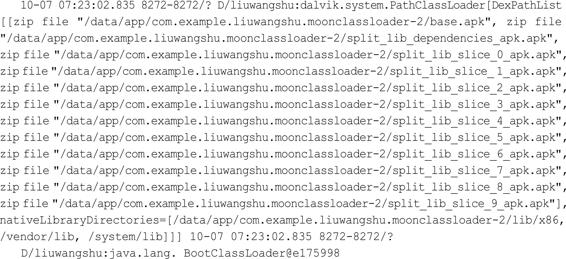 10-07 07:23:02.835 8272-8272/? D/liuwangshu:dalvik.system.PathClassLoader[DexPathList
[[zip file "/data/app/com.example.liuwangshu.moonclassloader-2/base.apk", zip file
"/data/app/com.example.liuwangshu.moonclassloader-2/split_lib_dependencies_apk.apk",
zip file "/data/app/com.example.liuwangshu.moonclassloader-2/split_lib_slice_0_apk.apk",
zip file "/data/app/com.example.liuwangshu.moonclassloader-2/split_lib_slice_1_apk.apk",
zip file "/data/app/com.example.liuwangshu.moonclassloader-2/split_lib_slice_2_apk.apk",
zip file "/data/app/com.example.liuwangshu.moonclassloader-2/split_lib_slice_3_apk.apk",
zip file "/data/app/com.example.liuwangshu.moonclassloader-2/split_lib_slice_4_apk.apk",
zip file "/data/app/com.example.liuwangshu.moonclassloader-2/split_lib_slice_5_apk.apk",
zip file "/data/app/com.example.liuwangshu.moonclassloader-2/split_lib_slice_6_apk.apk",
zip file "/data/app/com.example.liuwangshu.moonclassloader-2/split_lib_slice_7_apk.apk",
zip file "/data/app/com.example.liuwangshu.moonclassloader-2/split_lib_slice_8_apk.apk",
zip file "/data/app/com.example.liuwangshu.moonclassloader-2/split_lib_slice_9_apk.apk"],
nativeLibraryDirectories=[/data/app/com.example.liuwangshu.moonclassloader-2/lib/x86,
/vendor/lib, /system/lib]]] 10-07 07:23:02.835 8272-8272/?
D/liuwangshu:java.lang. BootClassLoader@e175998